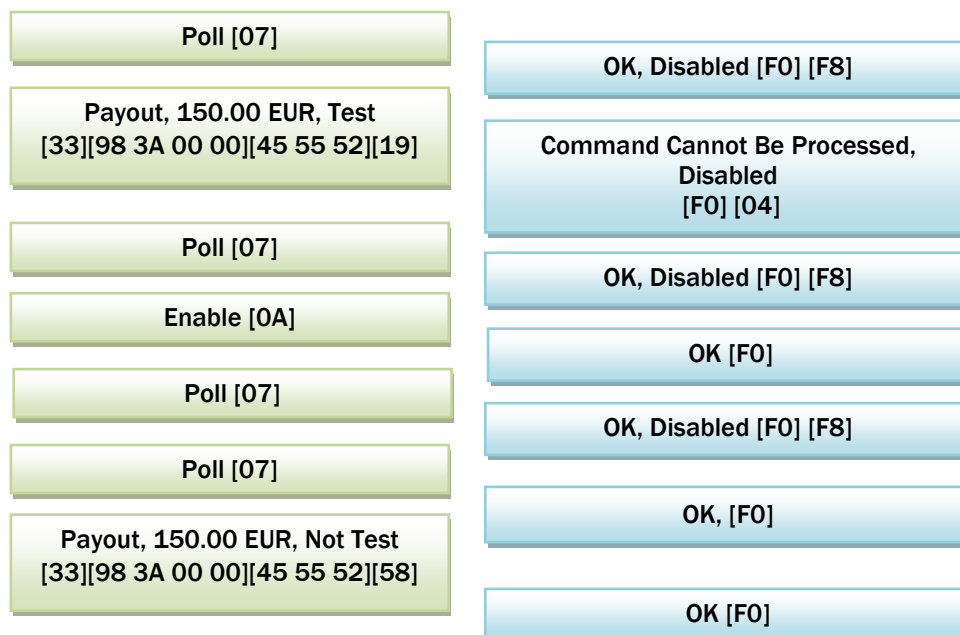 Poll [07]
OK, Disabled [F0] [F8]
Payout, 150.00 EUR, Test
[33][98 3A 00 00][45 55 52][19]
Command Cannot Be Processed,
Disabled
[F0] [04]
Poll [07]
OK, Disabled [F0] [F8]
Enable [0A]
OK [F0]
Poll [07]
OK, Disabled [F0] [F8]
Poll [07]
OK, [F0]
Payout, 150.00 EUR, Not Test
[33][98 3A 00 00][45 55 52][58]
OK [F0]